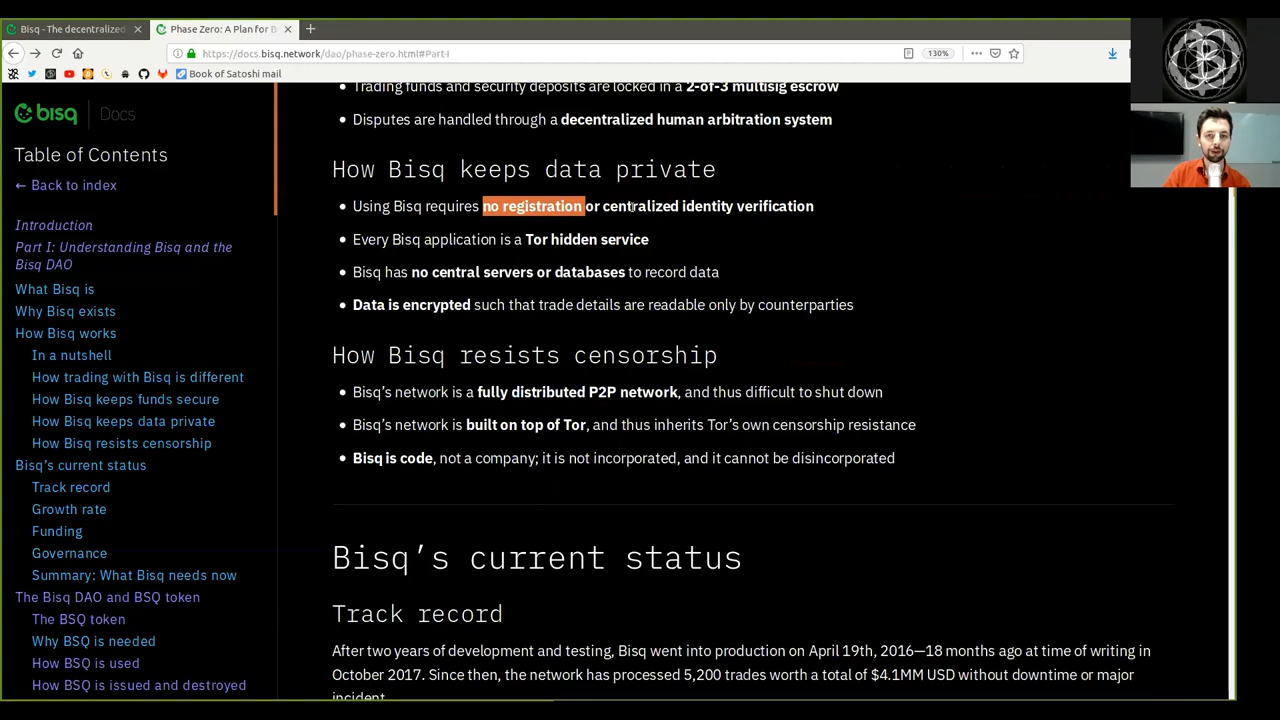 Bisq - The decentralized
Phase Zero: A Plan for B
https://docs.bisq.network/dao/phase-zero.html#Part-I
130%
Book of Satoshi mail
bisq
Docs
Table of Contents
← Back to index
Introduction
Part I: Understanding Bisq and the
Bisq DAO
What Bisq is
Why Bisq exists
How Bisq works
In a nutshell
How trading with Bisq is different
How Bisq keeps funds secure
How Bisq keeps data private
How Bisq resists censorship
Bisq's current status
Track record
Growth rate
Funding
Governance
Summary: What Bisq needs now
The Bisq DAO and BSQ token
The BSQ token
Why BSQ is needed
How BSQ is used
How BSQ is issued and destroyed
Trading funds and security deposits are locked in a 2-of-3 multisig escrow
Disputes are handled through a decentralized human arbitration system
How Bisq keeps data private
Using Bisq requires no registration or centralized identity verification
Every Bisq application is a Tor hidden service
Bisq has no central servers or databases to record data
Data is encrypted such that trade details are readable only by counterparties
How Bisq resists censorship
Bisq's network is a fully distributed P2P network, and thus difficult to shut down
Bisq's network is built on top of Tor, and thus inherits Tor's own censorship resistance
Bisq is code, not a company; it is not incorporated, and it cannot be disincorporated
Bisq's current status
Track record
After two years of development and testing, Bisq went into production on April 19th, 2016—18 months ago at time of writing in
October 2017. Since then, the network has processed 5,200 trades worth a total of $4.1MM USD without downtime or major
incident.